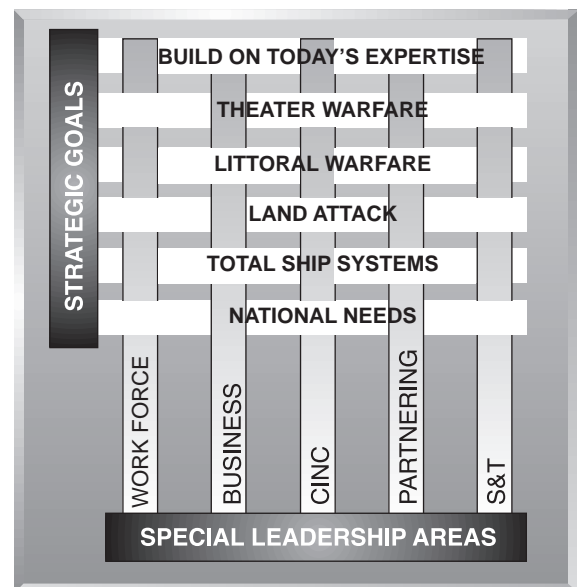 STRATEGIC GOALS
BUILD ON TODAY'S EXPERTISE
THEATER WARFARE
LITTORAL WARFARE
LAND ATTACK
TOTAL SHIP SYSTEMS
NATIONAL NEEDS
WORK FORCE
BUSINESS
CINC
PARTNERING
S&T
SPECIAL LEADERSHIP AREAS